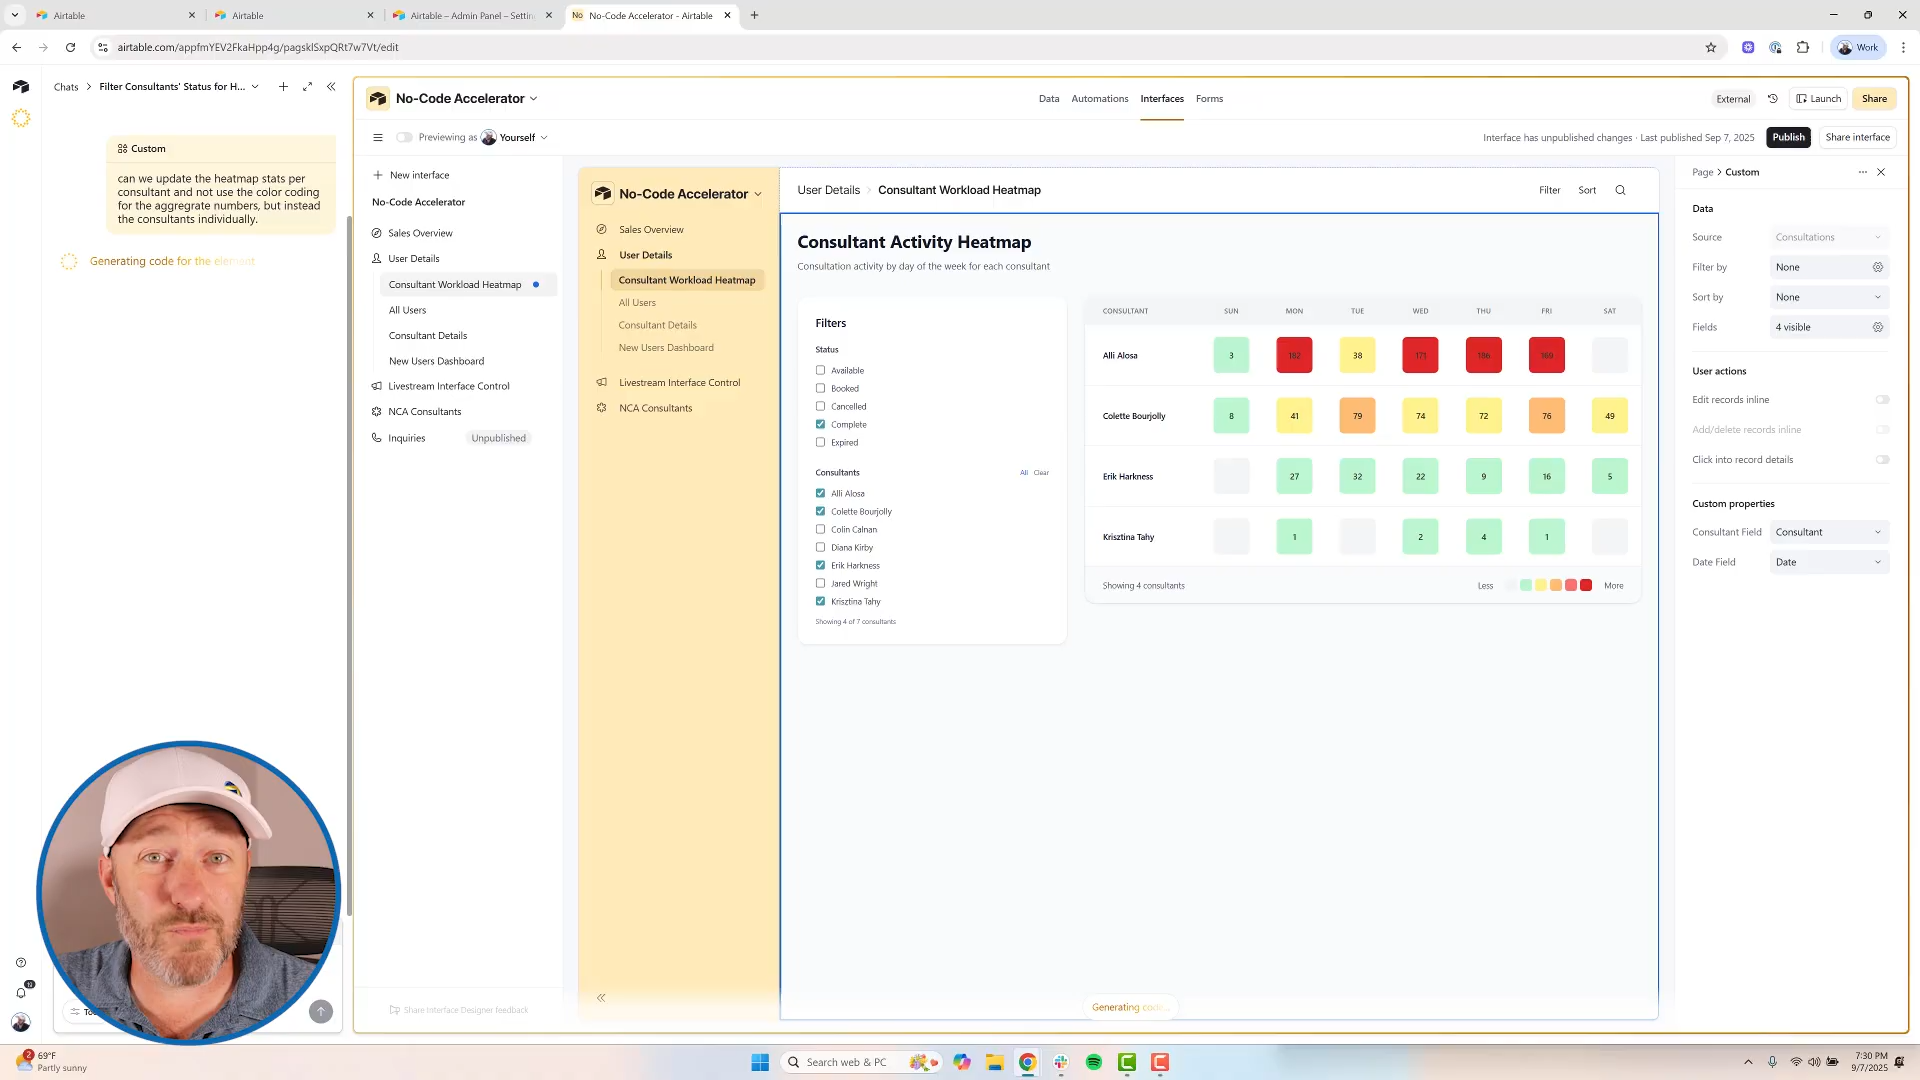 Airtable
Airtable
Airtable – Admin Panel – Settin
No No-Code Accelerator - Airtable
airtable.com/appfmYEV2FkaHpp4g/pagsklSxpQRt7w7Vt/edit
Work
Chats
Filter Consultants' Status for H...
No-Code Accelerator
Data
Automations
Interfaces
Forms
External
Launch
Share
Previewing as
Yourself
Interface has unpublished changes · Last published Sep 7, 2025
Publish
Share interface
Custom
can we update the heatmap stats per
consultant and not use the color coding
for the aggregrate numbers, but instead
the consultants individually.
Generating code for the element
New interface
No-Code Accelerator
Sales Overview
User Details
Consultant Workload Heatmap
All Users
Consultant Details
New Users Dashboard
Livestream Interface Control
NCA Consultants
Inquiries
Unpublished
Share Interface Designer feedback
No-Code Accelerator
Sales Overview
User Details
Consultant Workload Heatmap
All Users
Consultant Details
New Users Dashboard
Livestream Interface Control
NCA Consultants
User Details
Consultant Workload Heatmap
Filter
Sort
Consultant Activity Heatmap
Consultation activity by day of the week for each consultant
Filters
Status
Available
Booked
Cancelled
Complete
Expired
Consultants
All
Clear
Alli Alosa
Colette Bourjolly
Colin Calnan
Diana Kirby
Erik Harkness
Jared Wright
Krisztina Tahy
Showing 4 of 7 consultants
CONSULTANT SUN MON TUE WED THU FRI SAT
Alli Alosa 3 182 38 171 186 169
Colette Bourjolly 8 41 79 74 72 76 49
Erik Harkness 27 32 22 9 16 5
Krisztina Tahy 1 2 4 1
Showing 4 consultants
Less
More
Generating code...
Page
Custom
Data
Source
Consultations
Filter by
None
Sort by
None
Fields
4 visible
User actions
Edit records inline
Add/delete records inline
Click into record details
Custom properties
Consultant Field
Consultant
Date Field
Date
2
69°F
Partly sunny
Search web & PC
7:30 PM
9/7/2025